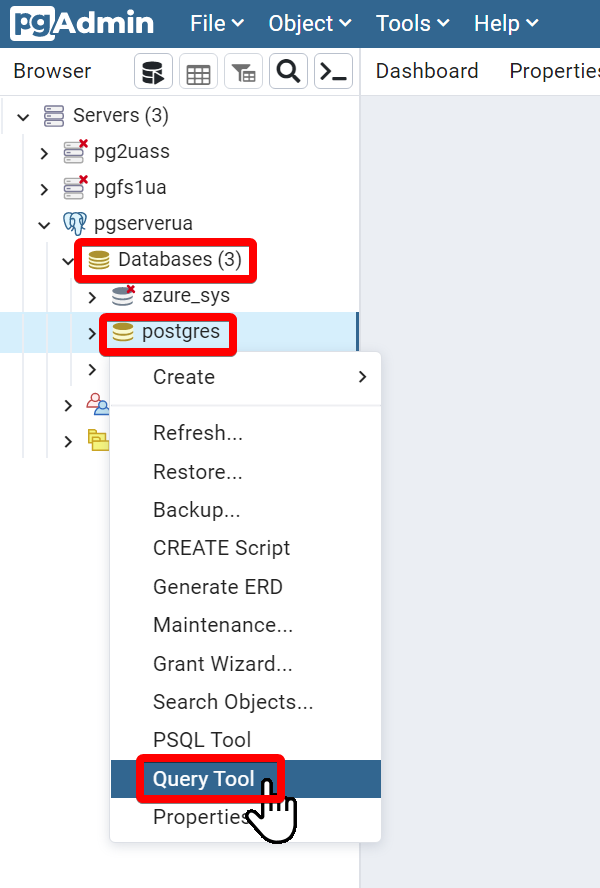 pgAdmin File Object Tools Help
Browser Dashboard Properties
Servers (3)
pg2uass
pgfs1ua
pgserverua
Databases (3)
azure_sys
postgres
Create
Refresh...
Restore...
Backup...
CREATE Script
Generate ERD
Maintenance...
Grant Wizard...
Search Objects...
PSQL Tool
Query Tool
Properties